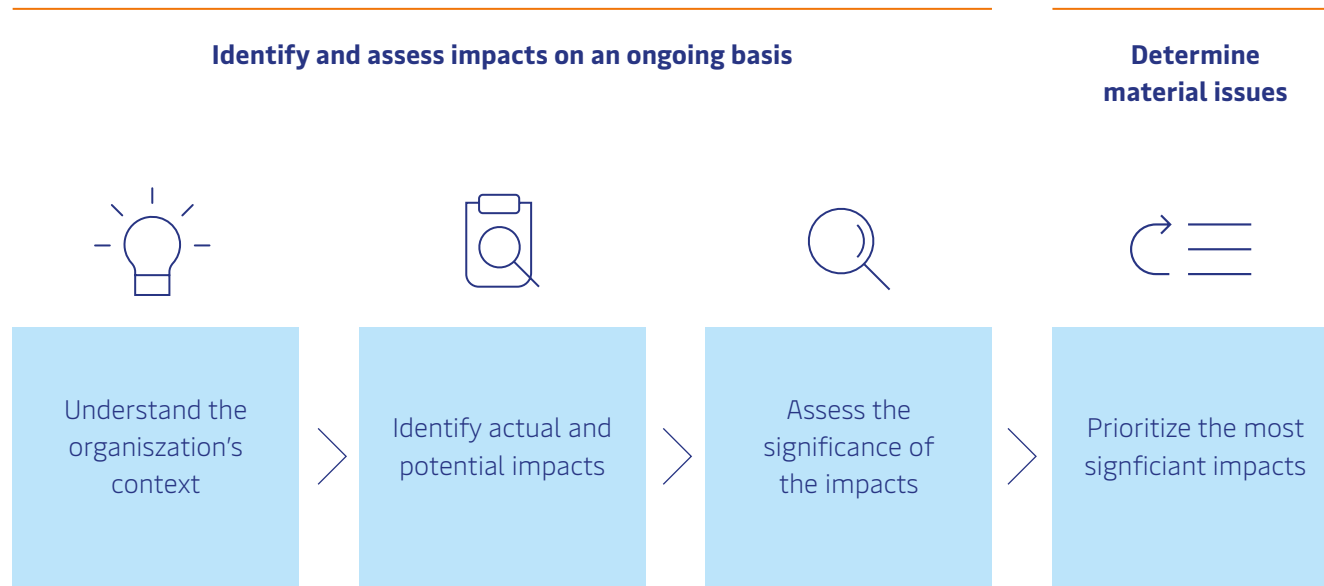 Identify and assess impacts on an ongoing basis
Determine
material issues
Understand the
organiszation's
context
Identify actual and
potential impacts
Assess the
significance of
the impacts
Prioritize the most
signficiant impacts